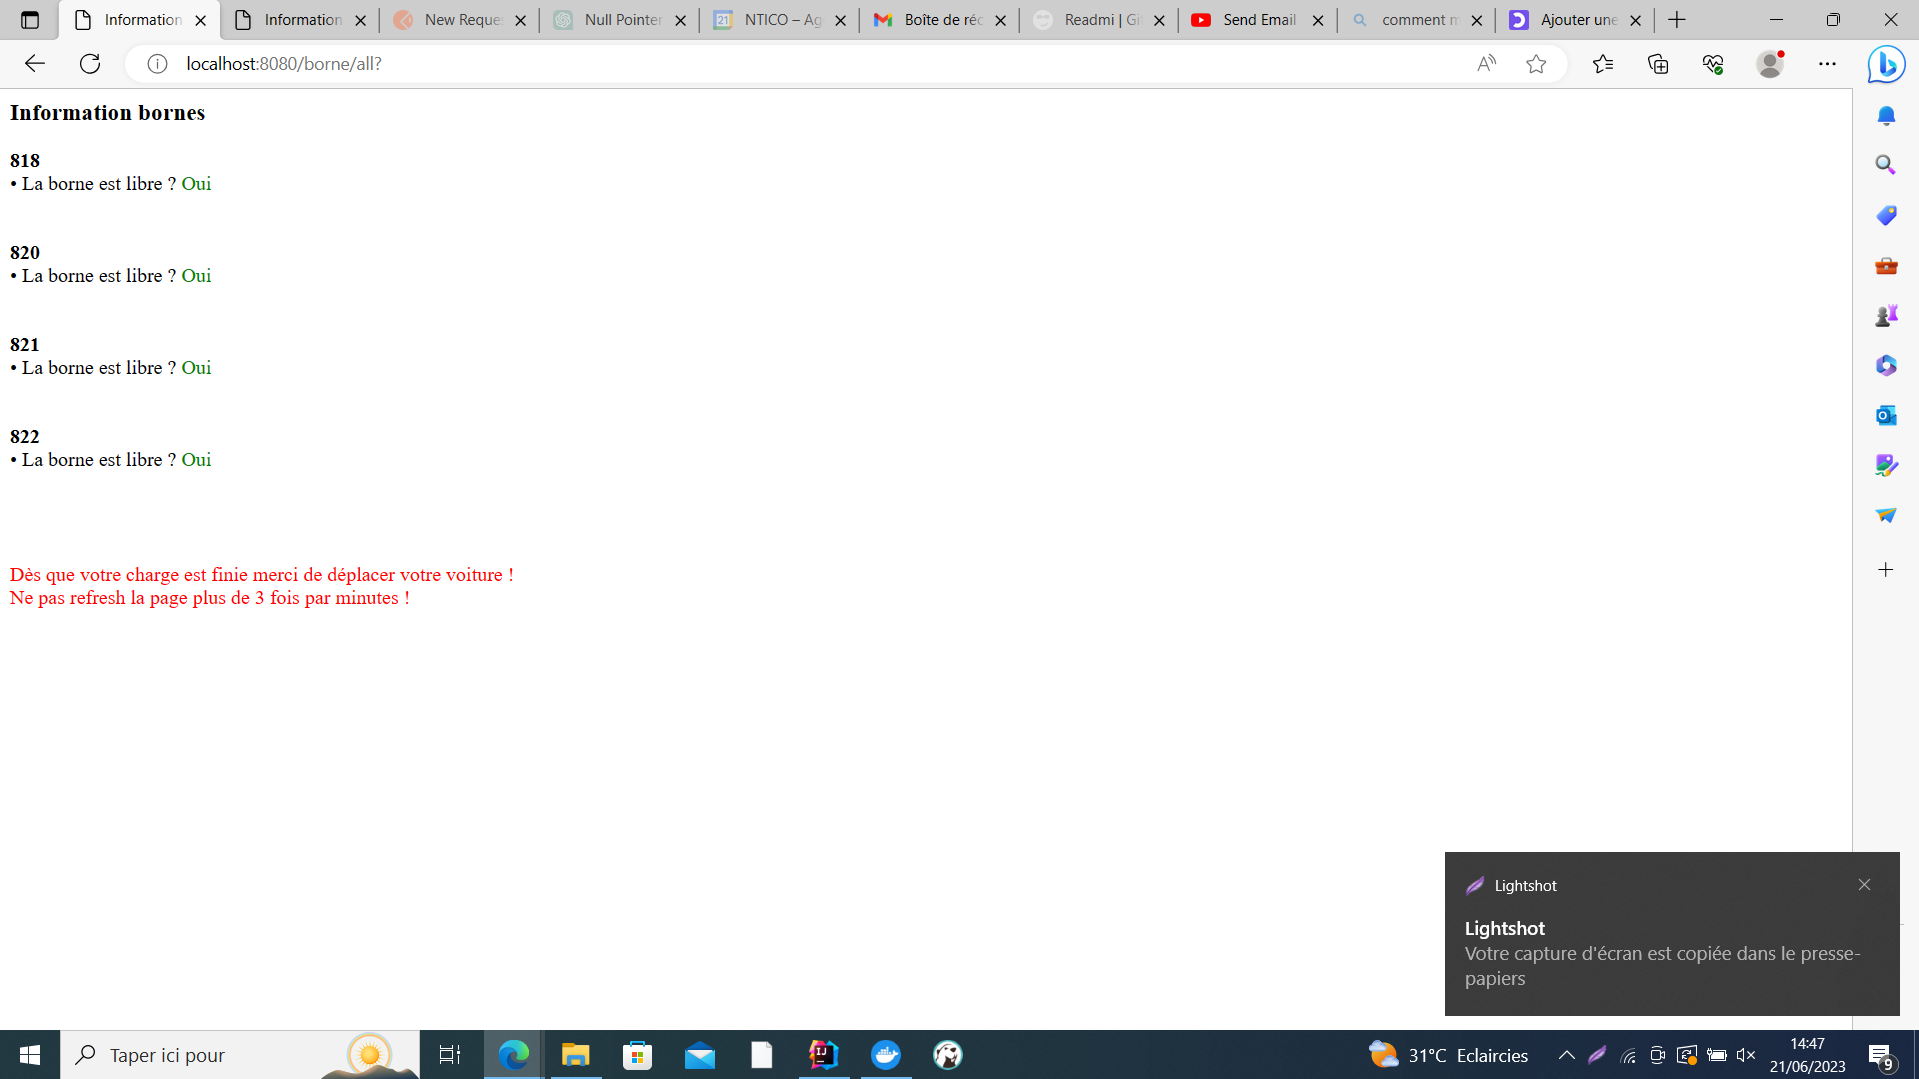 Information
Information
New Reque
Null Pointer
21
NTICO – Ag
Boîte de réc
Readmi | Gi
Send Email
comment m
Ajouter une
localhost:8080/borne/all?
Information bornes
818
• La borne est libre ? Oui
820
• La borne est libre ? Oui
821
• La borne est libre ? Oui
822
• La borne est libre ? Oui
Dès que votre charge est finie merci de déplacer votre voiture !
Ne pas refresh la page plus de 3 fois par minutes !
Lightshot
Lightshot
Votre capture d'écran est copiée dans le presse-
papiers
Taper ici pour
31°C Eclaircies
14:47
21/06/2023
9